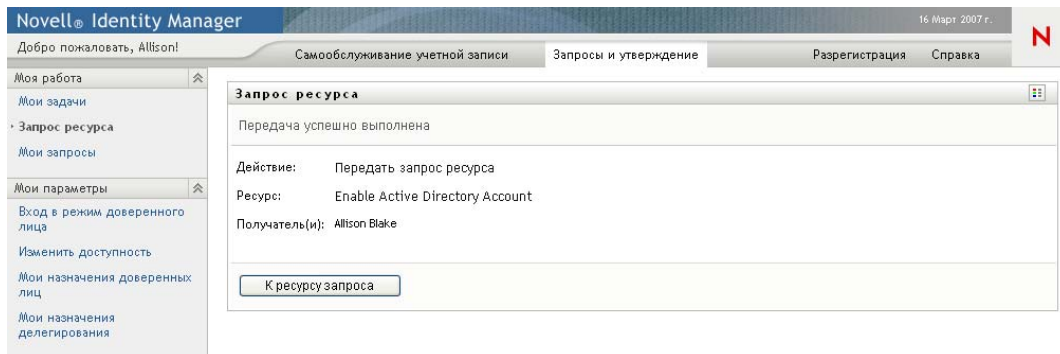 Novell® Identity Manager
16 Март 2007 г.
N
Добро пожаловать, Allison!
Самообслуживание учетной записи
Запросы и утверждение
Разрегистрация
Справка
Моя работа
Мои задачи
Запрос ресурса
Мои запросы
Мои параметры
Вход в режим доверенного
лица
Изменить доступность
Мои назначения доверенных
лиц
Мои назначения
делегирования
Запрос ресурса
Передача успешно выполнена
Действие: Передать запрос ресурса
Ресурс: Enable Active Directory Account
Получатель(и): Allison Blake
К ресурсу запроса